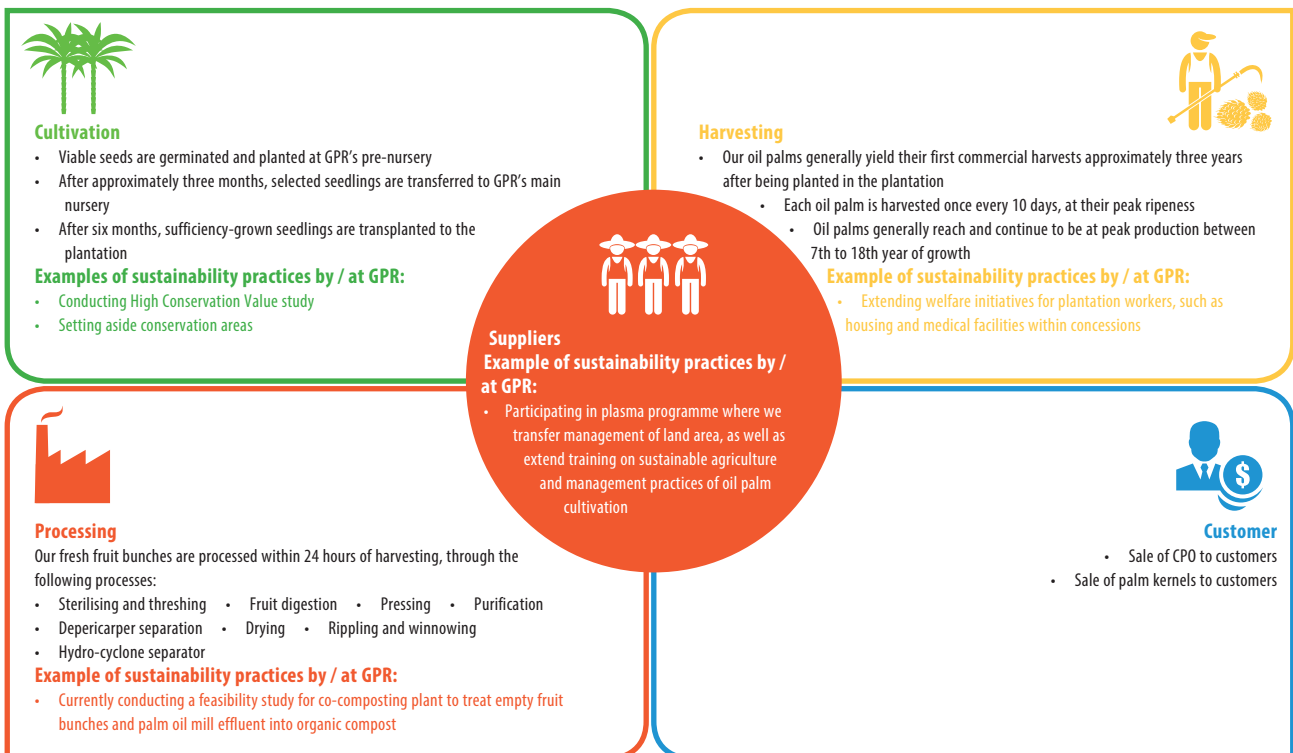 Cultivation
• Viable seeds are germinated and planted at GPR's pre-nursery
• After approximately three months, selected seedlings are transferred to GPR's main
nursery
• After six months, sufficiency-grown seedlings are transplanted to the
plantation
Examples of sustainability practices by / at GPR:
• Conducting High Conservation Value study
• Setting aside conservation areas
Harvesting
• Our oil palms generally yield their first commercial harvests approximately three years
after being planted in the plantation
• Each oil palm is harvested once every 10 days, at their peak ripeness
• Oil palms generally reach and continue to be at peak production between
7th to 18th year of growth
Example of sustainability practices by / at GPR:
• Extending welfare initiatives for plantation workers, such as
housing and medical facilities within concessions
Suppliers
Example of sustainability practices by /
at GPR:
• Participating in plasma programme where we
transfer management of land area, as well as
extend training on sustainable agriculture
and management practices of oil palm
cultivation
Processing
Our fresh fruit bunches are processed within 24 hours of harvesting, through the
following processes:
• Sterilising and threshing • Fruit digestion • Pressing • Purification
• Depericarper separation • Drying • Rippling and winnowing
• Hydro-cyclone separator
Example of sustainability practices by / at GPR:
• Currently conducting a feasibility study for co-composting plant to treat empty fruit
bunches and palm oil mill effluent into organic compost
$
Customer
• Sale of CPO to customers
• Sale of palm kernels to customers